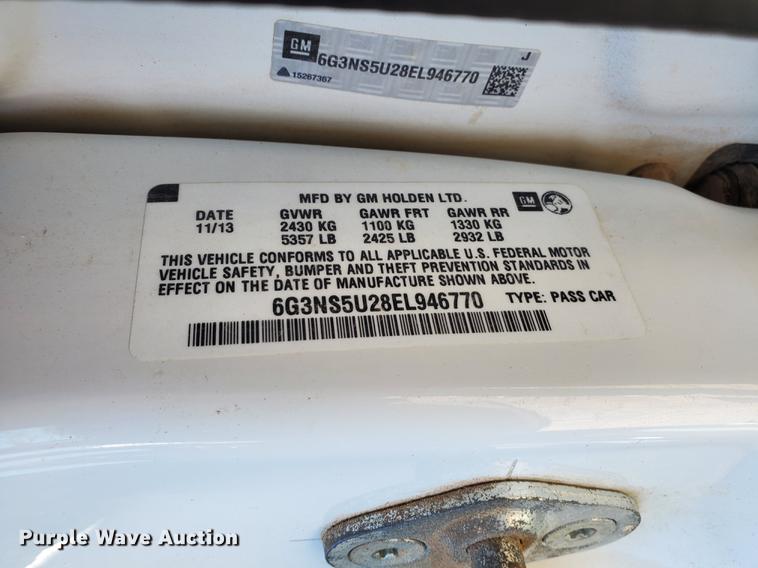 GM
J
6G3NS5U28EL946770
15267367
MFD BY GM HOLDEN LTD.
GM
DATE GVWR GAWR FRT GAWR RR
11/13 2430 KG 1100 KG 1330 KG
5357 LB 2425 LB 2932 LB
THIS VEHICLE CONFORMS TO ALL APPLICABLE U.S. FEDERAL MOTOR
VEHICLE SAFETY, BUMPER AND THEFT PREVENTION STANDARDS IN
EFFECT ON THE DATE OF MANUFACTURE SHOWN ABOVE.
6G3NS5U28EL946770 TYPE: PASS CAR
Purple Wave Auction